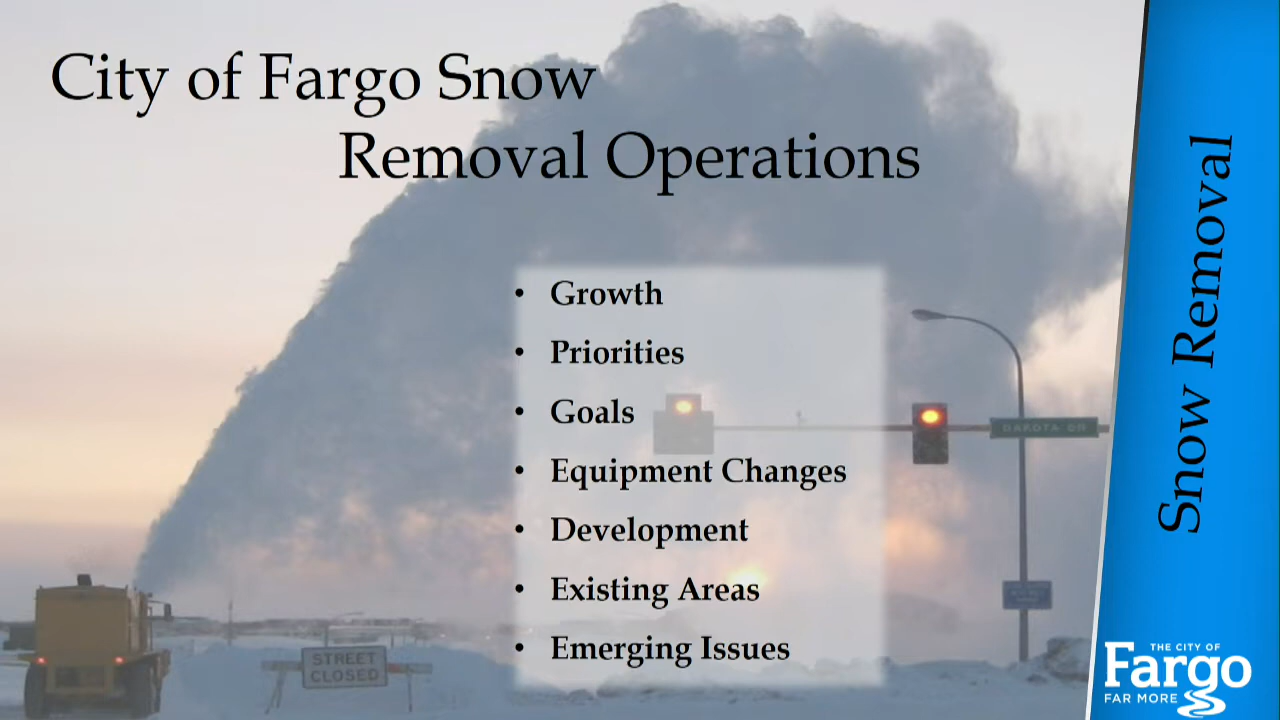 City of Fargo Snow
Removal Operations
• Growth
• Priorities
• Goals
• Equipment Changes
• Development
• Existing Areas
• Emerging Issues
DAKOTA DR
STREET
CLOSED
Snow Removal
THE CITY OF
Fargo
FAR MORE